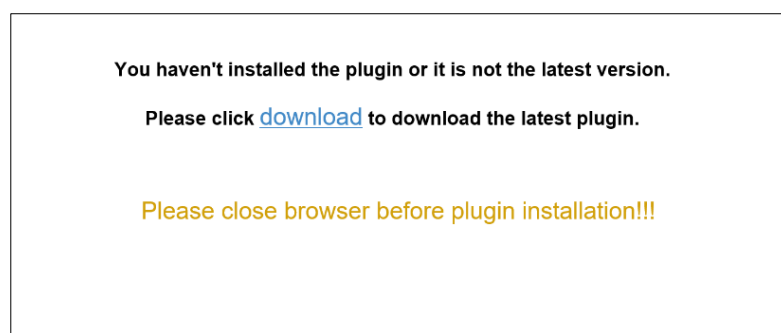 You haven't installed the plugin or it is not the latest version.
Please click download to download the latest plugin.
Please close browser before plugin installation!!!